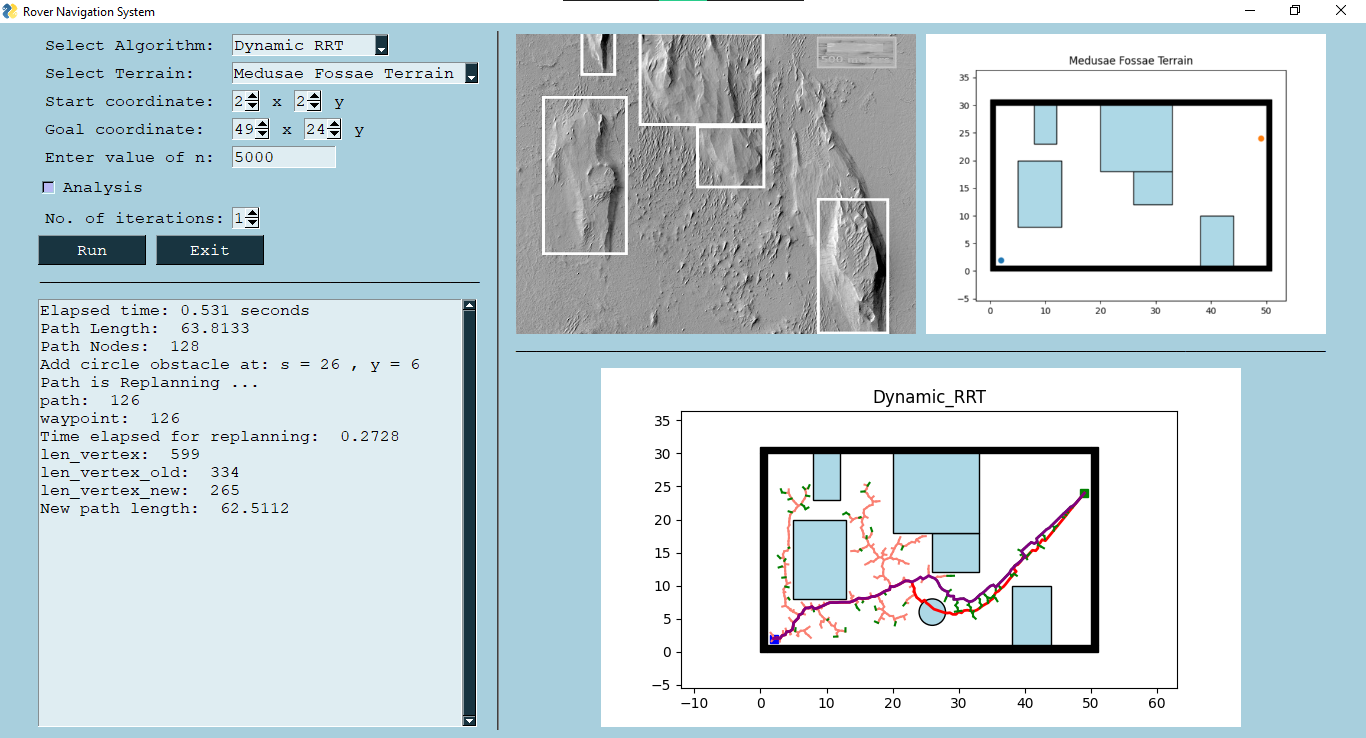 Rover Navigation System
Select Algorithm: Dynamic RRT
Select Terrain: Medusae Fossae Terrain
Start coordinate: 2 x 2 y
Goal coordinate: 49 x 24 y
Enter value of n: 5000
Analysis
No. of iterations: 1
Run Exit
Elapsed time: 0.531 seconds
Path Length:  63.8133
Path Nodes:  128
Add circle obstacle at: s = 26 , y = 6
Path is Replanning ...
path:  126
waypoint:  126
Time elapsed for replanning:  0.2728
len_vertex:  599
len_vertex_old:  334
len_vertex_new:  265
New path length:  62.5112
Medusae Fossae Terrain
35
30
25
20
15
10
5
0
−5
0 10 20 30 40 50
Dynamic_RRT
35
30
25
20
15
10
5
0
−5
−10 0 10 20 30 40 50 60